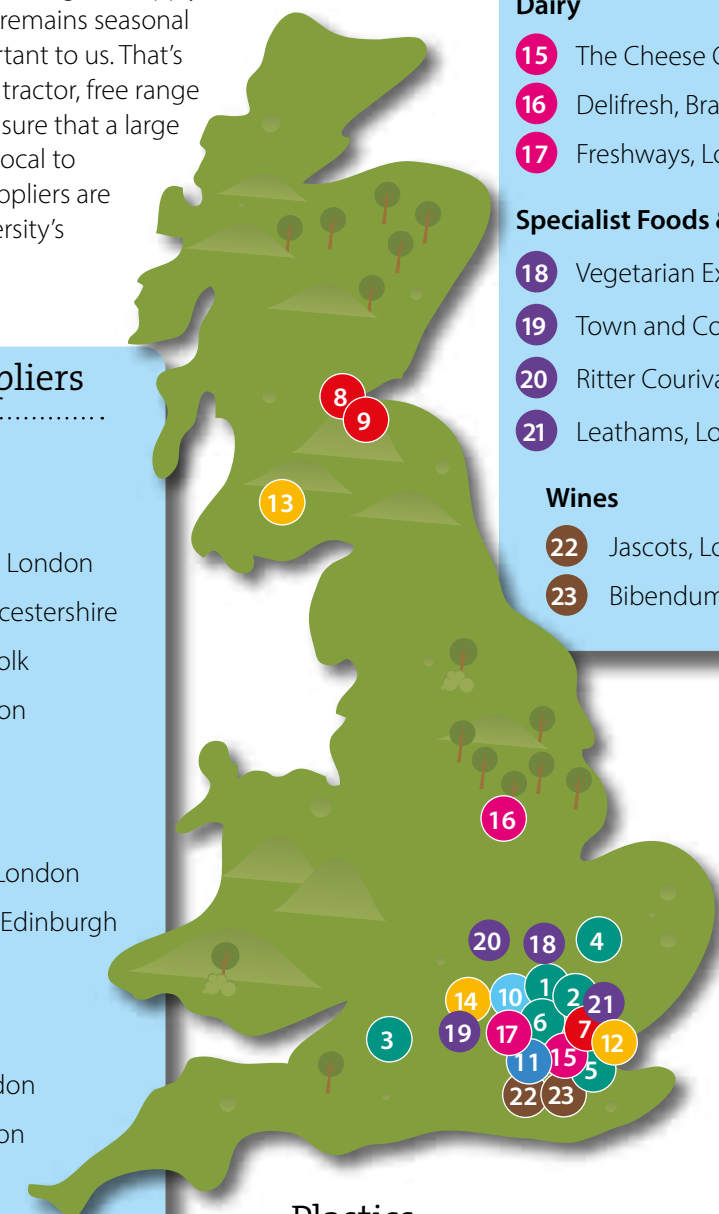 remains seasonal
rtant to us. That's
tractor, free range
sure that a large
ocal to
ppliers are
ersity's
pliers
London
cestershire
olk
on
London
Edinburgh
don
on
Dairy
15 The Cheese
16 Delifresh, Bra
17 Freshways, Lo
Specialist Foods &
18 Vegetarian Ex
19 Town and Co
20 Ritter Couriva
21 Leathams, Lo
Wines
22 Jascots, Lo
23 Bibendum
8
9
13
16
20
18
4
14
10
1
2
21
19
17
6
7
12
3
11
15
5
22
23
Plastics